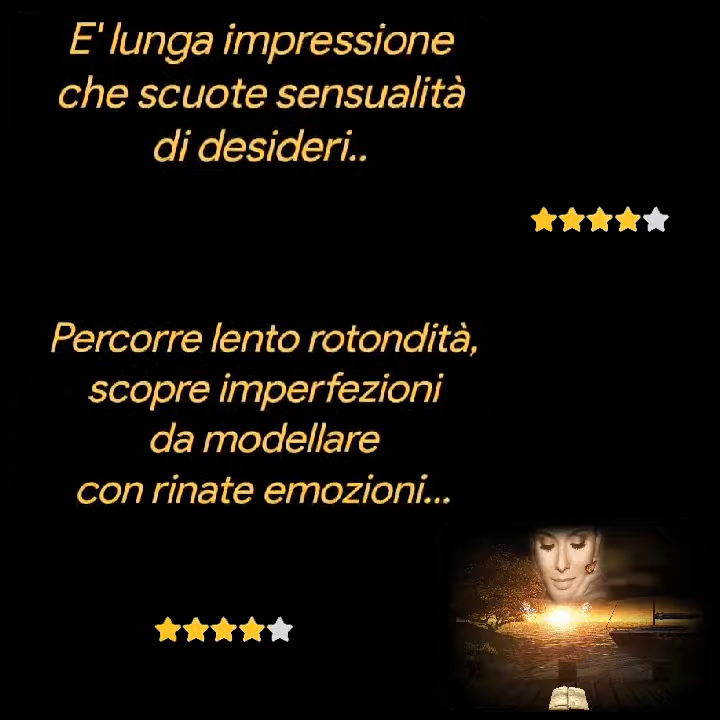 E' lunga impressione
che scuote sensualità
di desideri..
Percorre lento rotondità,
scopre imperfezioni
da modellare
con rinate emozioni...